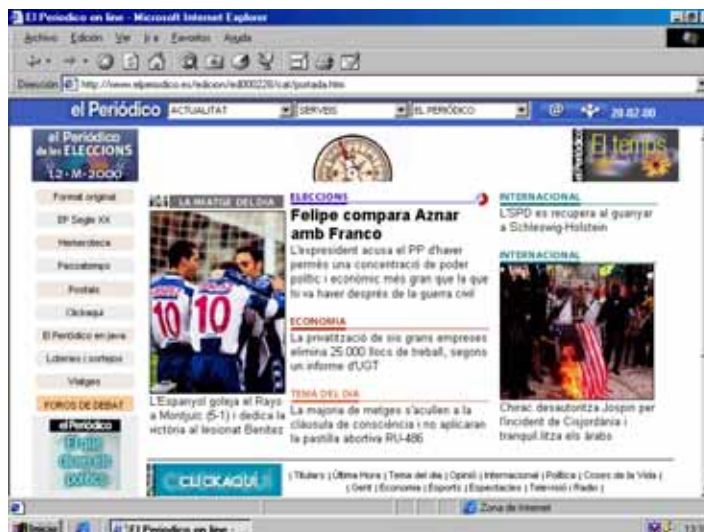 El Periodico on line - Microsoft Internet Explorer
Archivo Edición Ver Ir a Favoritos Ayuda
Dirección http://www.elperiodico.es/edicion/ed000228/cat/portada.htm
el Periódico ACTUALITAT SERVEIS EL PERIÓDICO @ 28.02.00
el Periódico
de les ELECCIONS
12·M·2000
Format original
EP Segle XX
Hemeroteca
Passatemps
Postals
Clickaquí
El Periódico en java
Loteries i sortejos
Viatges
FOROS DE DEBAT
el Periódico
LA IMATGE DEL DIA
10 10
L'Espanyol goleja el Rayo
a Montjuïc (5-1) i dedica la
victòria al lesionat Benítez
ELECCIONS
Felipe compara Aznar
amb Franco
L'expresident acusa el PP d'haver
permès una concentració de poder
polític i econòmic més gran que la que
hi va haver després de la guerra civil
ECONOMIA
La privatització de sis grans empreses
elimina 25.000 llocs de treball, segons
un informe d'UGT
TEMA DEL DIA
La majoria de metges s'acullen a la
clàusula de consciència i no aplicaran
la pastilla abortiva RU-486
el Periódico
El temps
INTERNACIONAL
L'SPD es recupera al guanyar
a Schleswig-Holstein
INTERNACIONAL
Chirac desautoritza Jospin per
l'incident de Cisjordània i
tranquil.litza els àrabs
CLICKAQUÍ
| Titulars | Última Hora | Tema del dia | Opinió | Internacional | Política | Coses de la Vida |
| Gent | Economia | Esports | Espectacles | Televisió i Ràdio |
Zona de Internet
Inicio El Periodico on line - ...